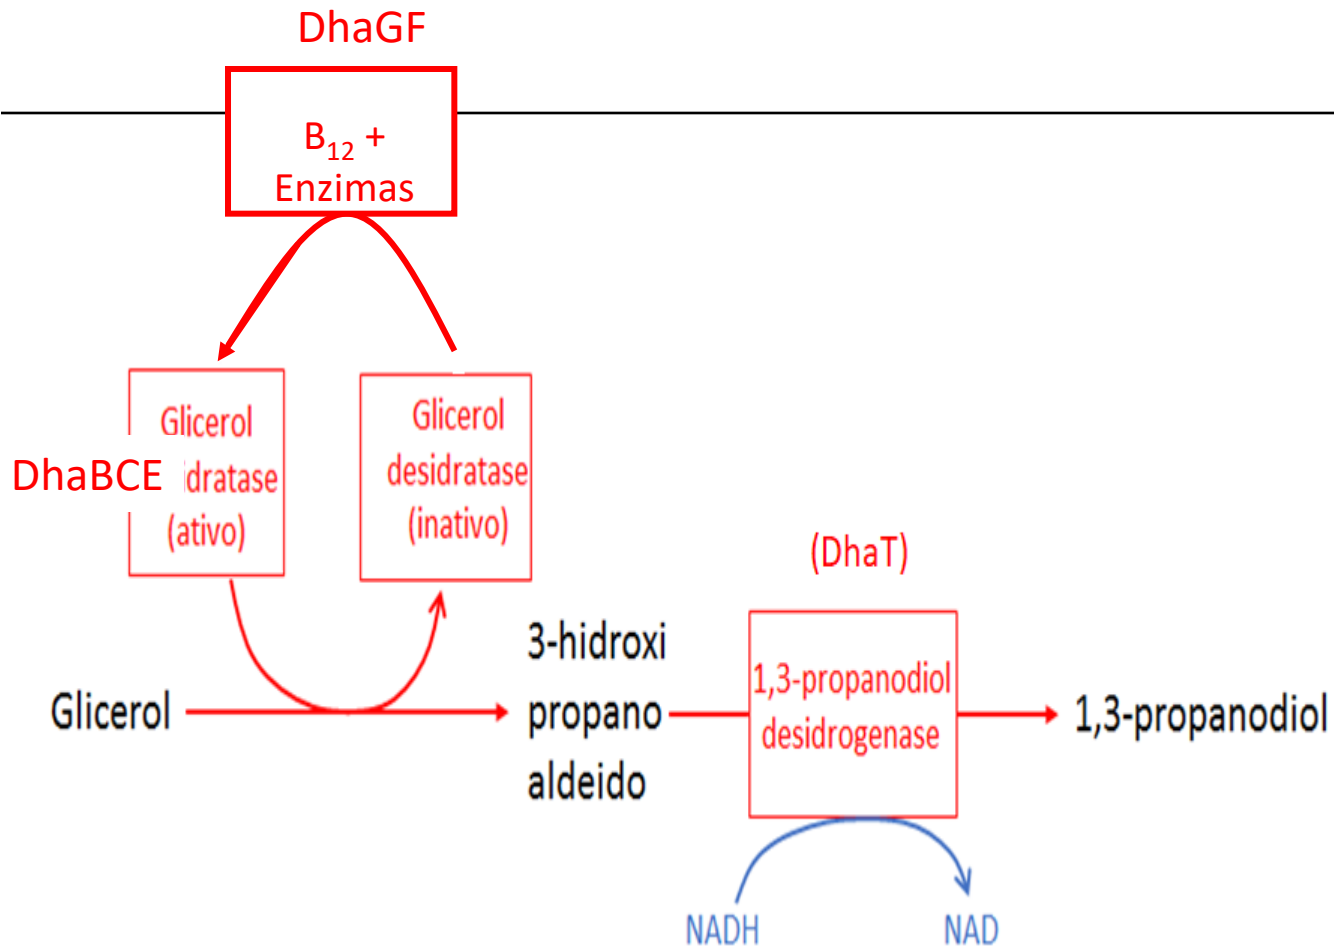 DhaGF
B12 +
Enzimas
Glicerol
idratase
(ativo)
DhaBCE
Glicerol
desidratase
(inativo)
(DhaT)
Glicerol
3-hidroxi
propano
aldeido
1,3-propanodiol
desidrogenase
1,3-propanodiol
NADH
NAD